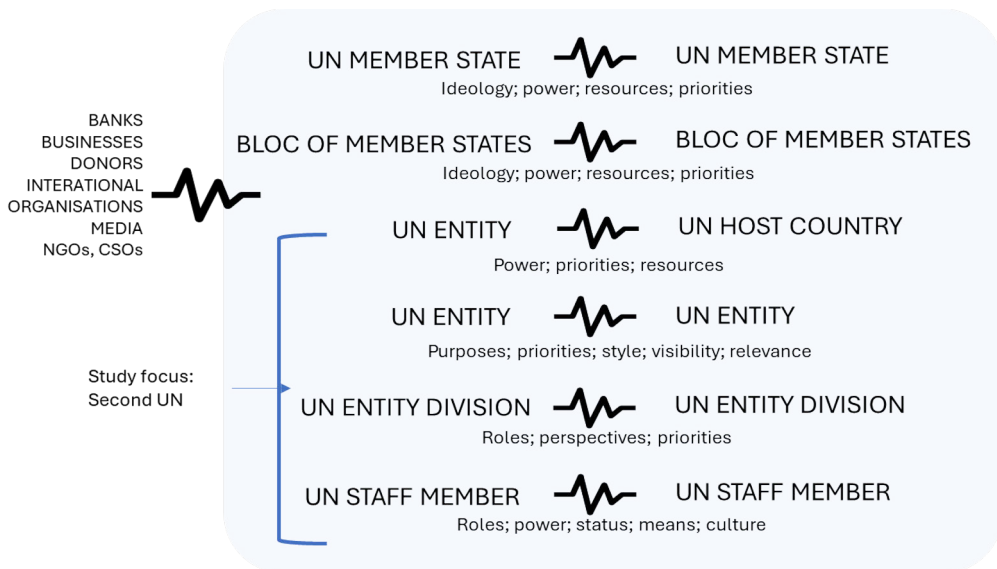 UN MEMBER STATE UN MEMBER STATE
Ideology; power; resources; priorities
BANKS
BUSINESSES
DONORS
INTERATIONAL
ORGANISATIONS
MEDIA
NGOs, CSOs
BLOC OF MEMBER STATES BLOC OF MEMBER STATES
Ideology; power; resources; priorities
UN ENTITY UN HOST COUNTRY
Power; priorities; resources
UN ENTITY UN ENTITY
Purposes; priorities; style; visibility; relevance
Study focus:
Second UN
UN ENTITY DIVISION UN ENTITY DIVISION
Roles; perspectives; priorities
UN STAFF MEMBER UN STAFF MEMBER
Roles; power; status; means; culture